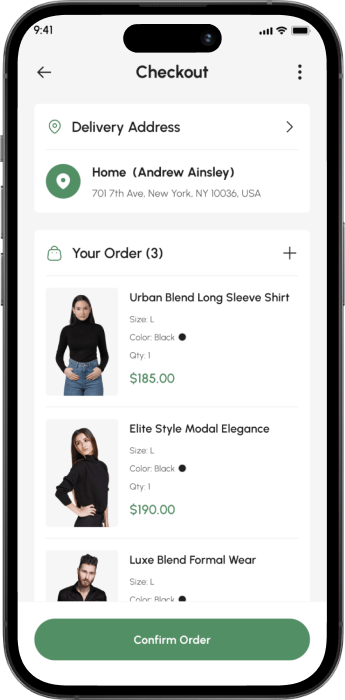 9:41
Checkout
Delivery Address
Home (Andrew Ainsley)
701 7th Ave, New York, NY 10036, USA
Your Order (3)
Urban Blend Long Sleeve Shirt
Size: L
Color: Black
Qty: 1
$185.00
Elite Style Modal Elegance
Size: L
Color: Black
Qty: 1
$190.00
Luxe Blend Formal Wear
Size: L
Color: Black
Confirm Order